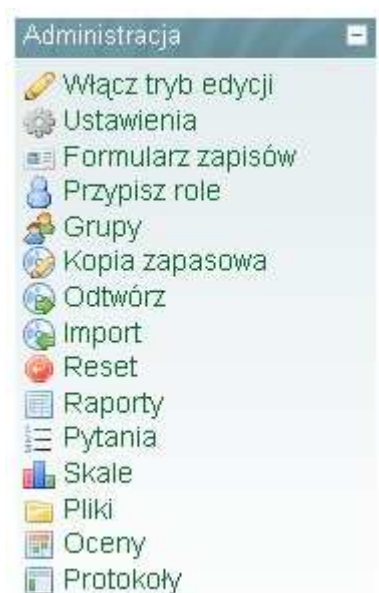 Administracja
Włącz tryb edycji
Ustawienia
Formularz zapisów
Przypisz role
Grupy
Kopia zapasowa
Odtwórz
Import
Reset
Raporty
Pytania
Skale
Pliki
Oceny
Protokoły